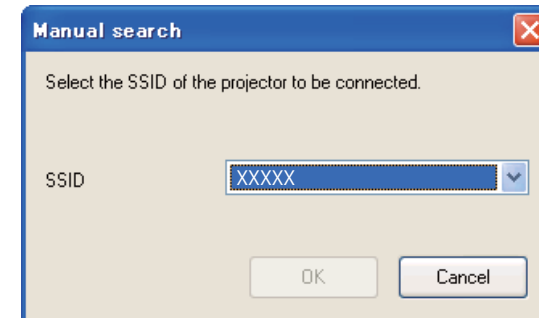 Manual search
Select the SSID of the projector to be connected.
SSID XXXXX
OK Cancel